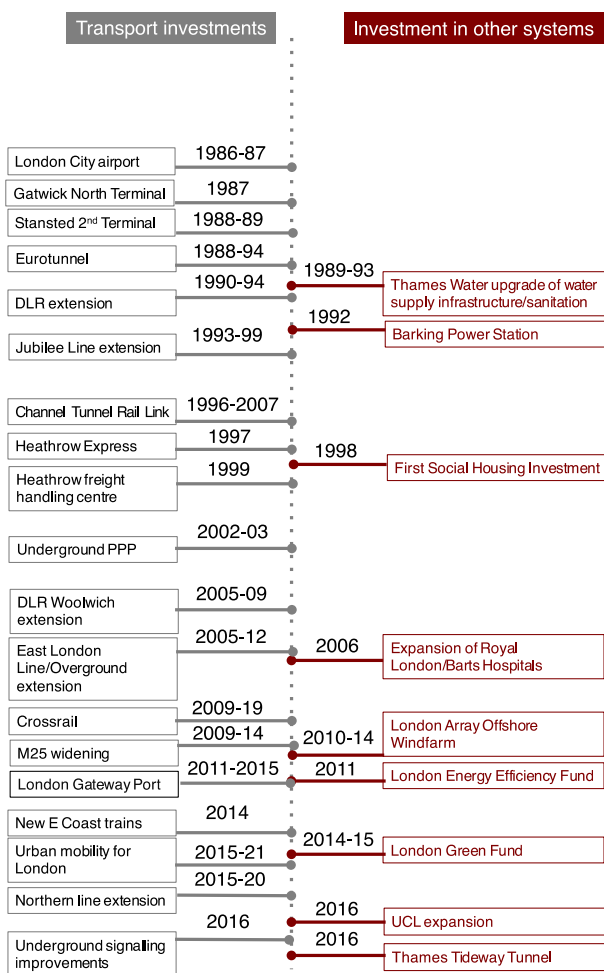 Transport investments
Investment in other systems
London City airport
1986-87
Gatwick North Terminal
1987
Stansted 2nd Terminal
1988-89
Eurotunnel
1988-94
1989-93
Thames Water upgrade of water
supply infrastructure/sanitation
DLR extension
1990-94
1992
Barking Power Station
Jubilee Line extension
1993-99
Channel Tunnel Rail Link
1996-2007
Heathrow Express
1997
1998
First Social Housing Investment
Heathrow freight
handling centre
1999
Underground PPP
2002-03
DLR Woolwich
extension
2005-09
East London
Line/Overground
extension
2005-12
2006
Expansion of Royal
London/Barts Hospitals
Crossrail
2009-19
M25 widening
2009-14
2010-14
London Array Offshore
Windfarm
London Gateway Port
2011-2015
2011
London Energy Efficiency Fund
New E Coast trains
2014
Urban mobility for
London
2015-21
2014-15
London Green Fund
Northern line extension
2015-20
2016
UCL expansion
Underground signalling
improvements
2016
2016
Thames Tideway Tunnel